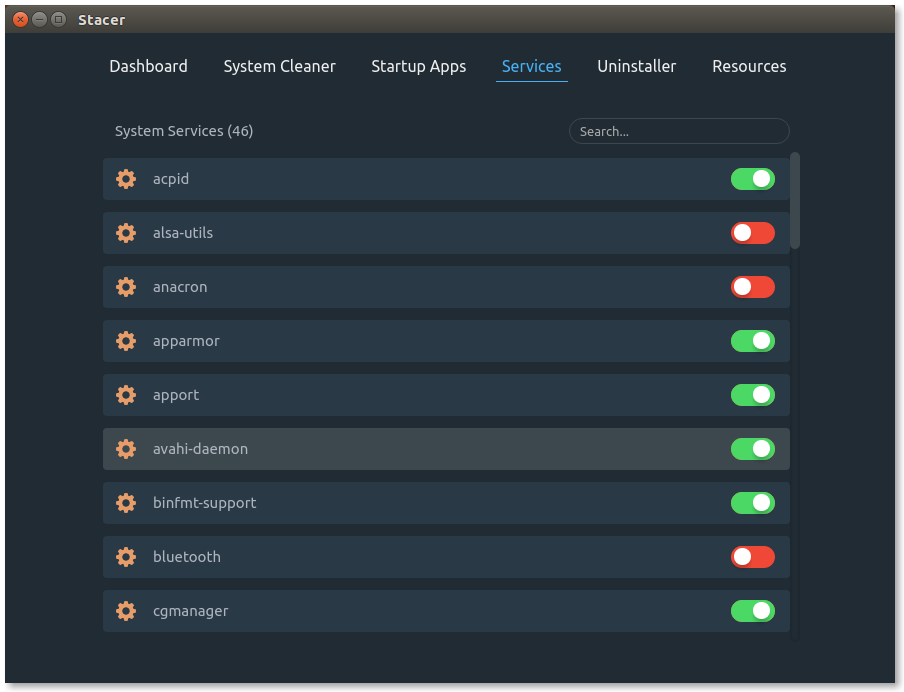 Stacer
Dashboard System Cleaner Startup Apps Services Uninstaller Resources
System Services (46) Search...
acpid
alsa-utils
anacron
apparmor
apport
avahi-daemon
binfmt-support
bluetooth
cgmanager